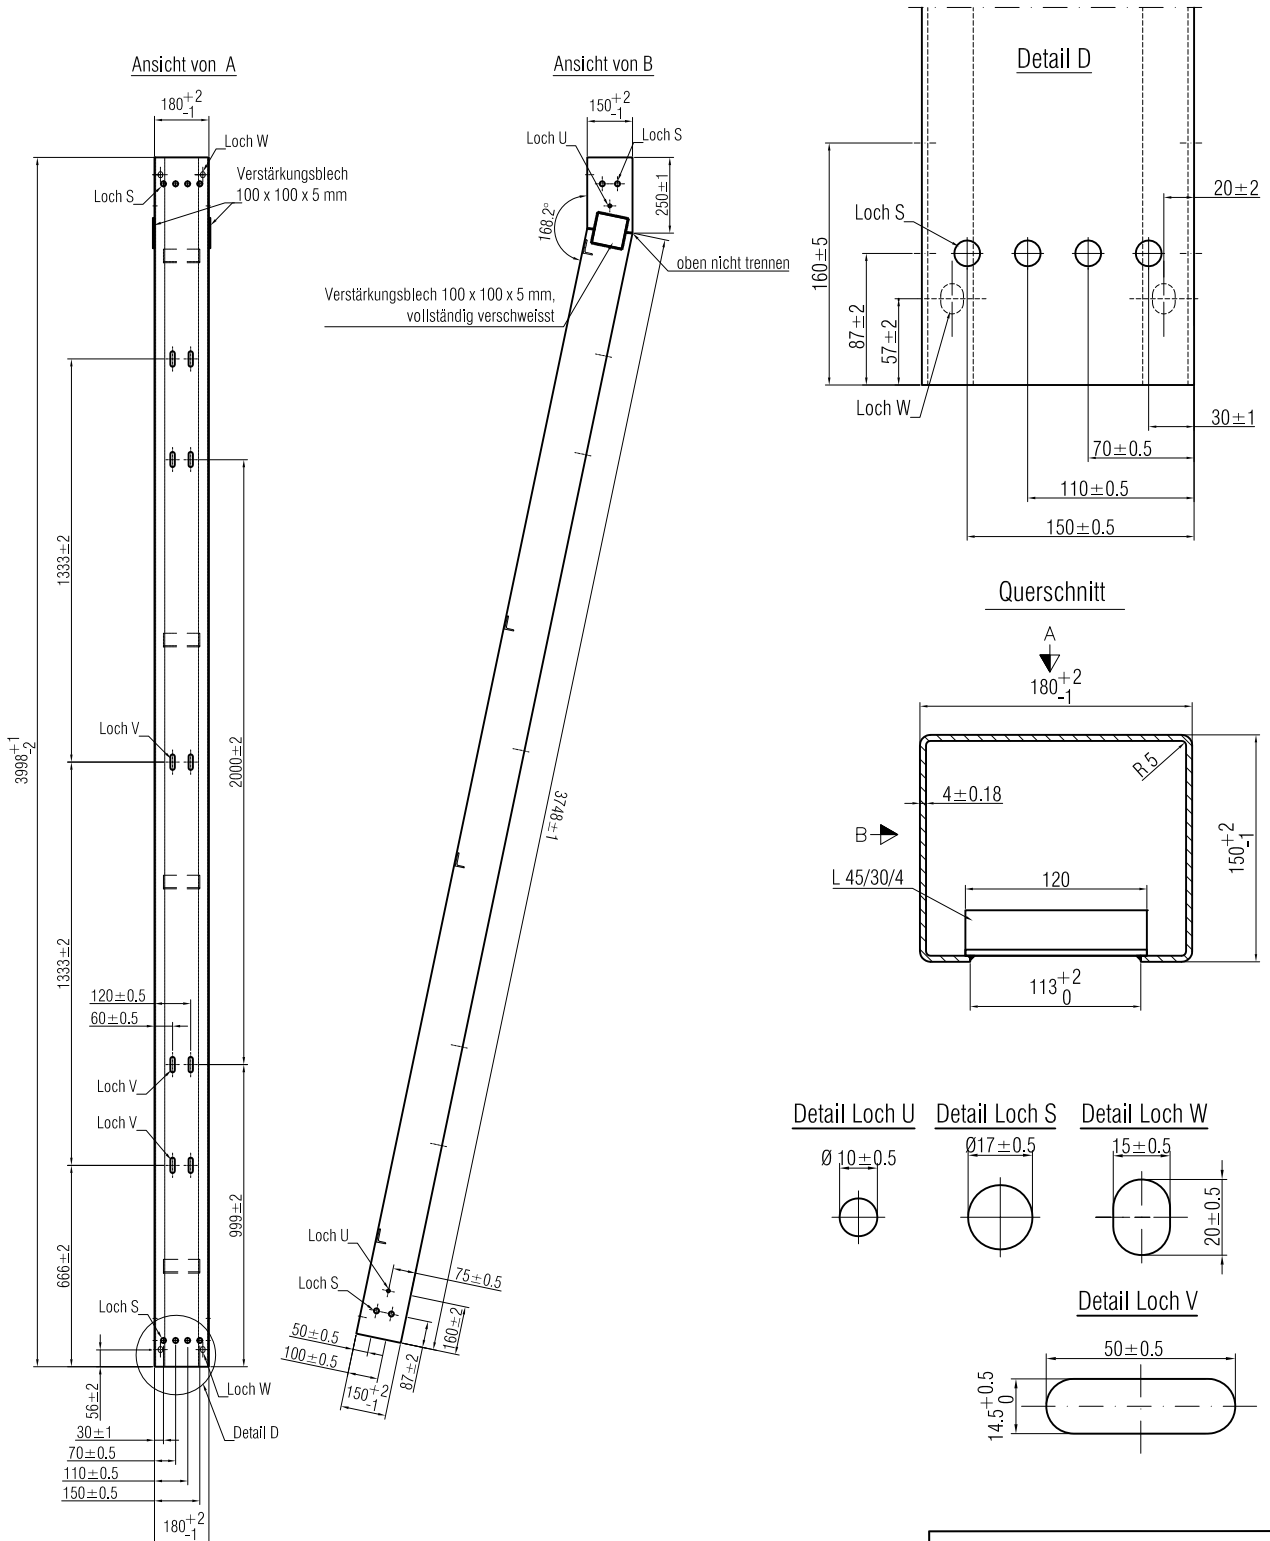 Ansicht von A
180 +2 -1
Loch W
Verstärkungsblech
100 x 100 x 5 mm
Loch S
3998 +1 -2
1333±2
2000±2
Loch V
1333±2
120±0.5
60±0.5
Loch V
Loch V
666±2
999±2
Loch S
56±2
Loch W
Detail D
30±1
70±0.5
110±0.5
150±0.5
180 +2 -1
Ansicht von B
150 +2 -1
Loch U
Loch S
250±1
168.2°
oben nicht trennen
Verstärkungsblech 100 x 100 x 5 mm,
vollständig verschweisst
3748±1
Loch U
75±0.5
Loch S
50±0.5
100±0.5
150 +2 -1
87±2
160±2
Detail D
20±2
Loch S
160±5
87±2
57±2
Loch W
30±1
70±0.5
110±0.5
150±0.5
Querschnitt
A
180 +2 -1
R 5
4±0.18
B
150 +2 -1
L 45/30/4
120
113 +2 0
Detail Loch U
Ø 10±0.5
Detail Loch S
Ø17±0.5
Detail Loch W
15±0.5
20±0.5
Detail Loch V
50±0.5
14.5 +0.5 0